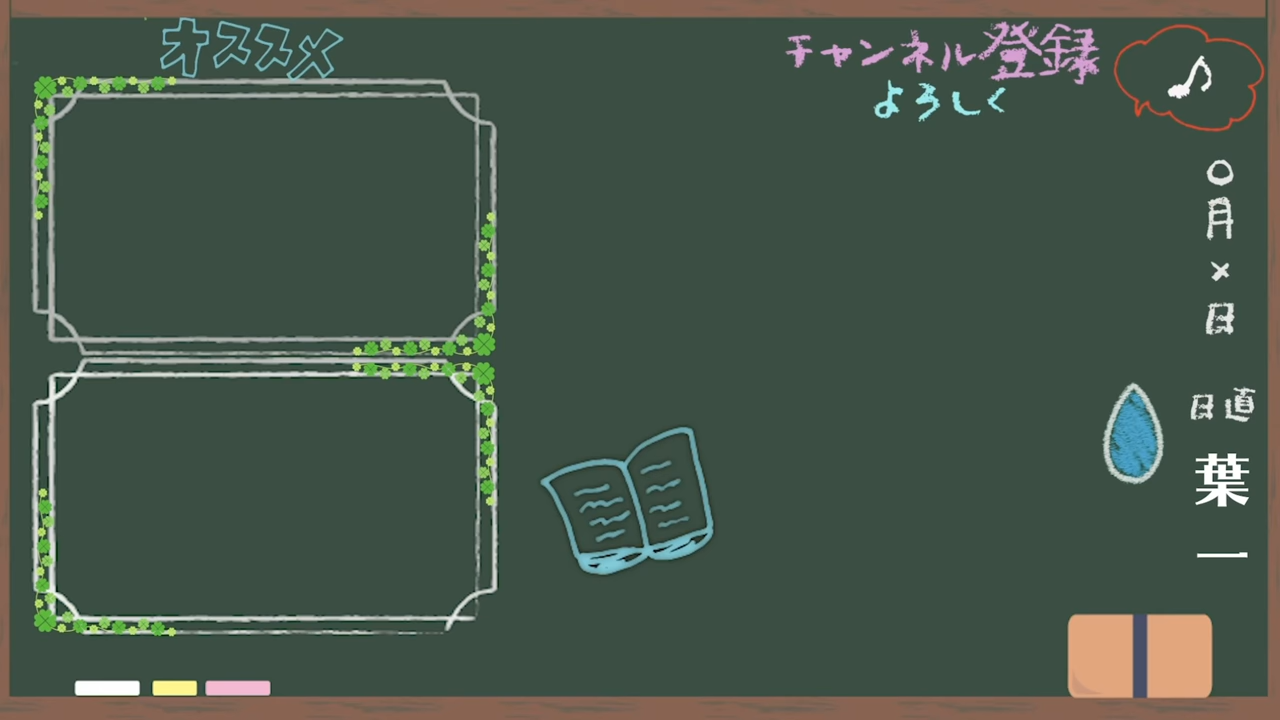 オススメ
チャンネル登録
よろしく
○月×日
日直
葉一